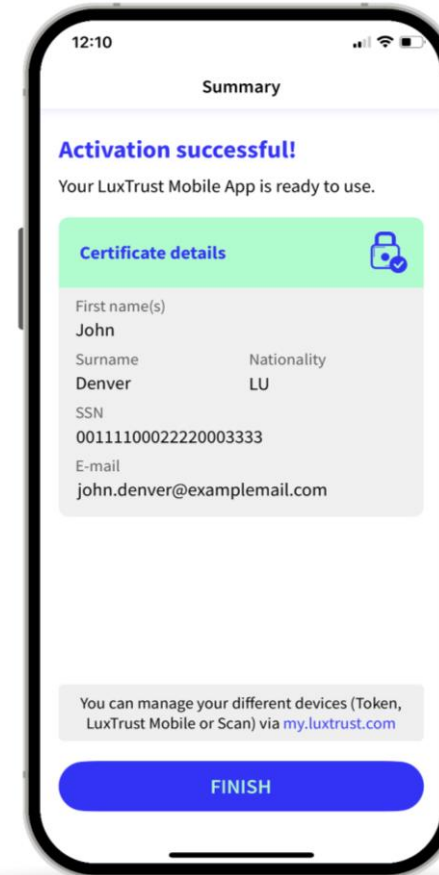 12:10
Summary
Activation successful!
Your LuxTrust Mobile App is ready to use.
Certificate details
First name(s)
John
Surname Nationality
Denver LU
SSN
00111100022220003333
E-mail
john.denver@examplemail.com
You can manage your different devices (Token,
LuxTrust Mobile or Scan) via my.luxtrust.com
FINISH